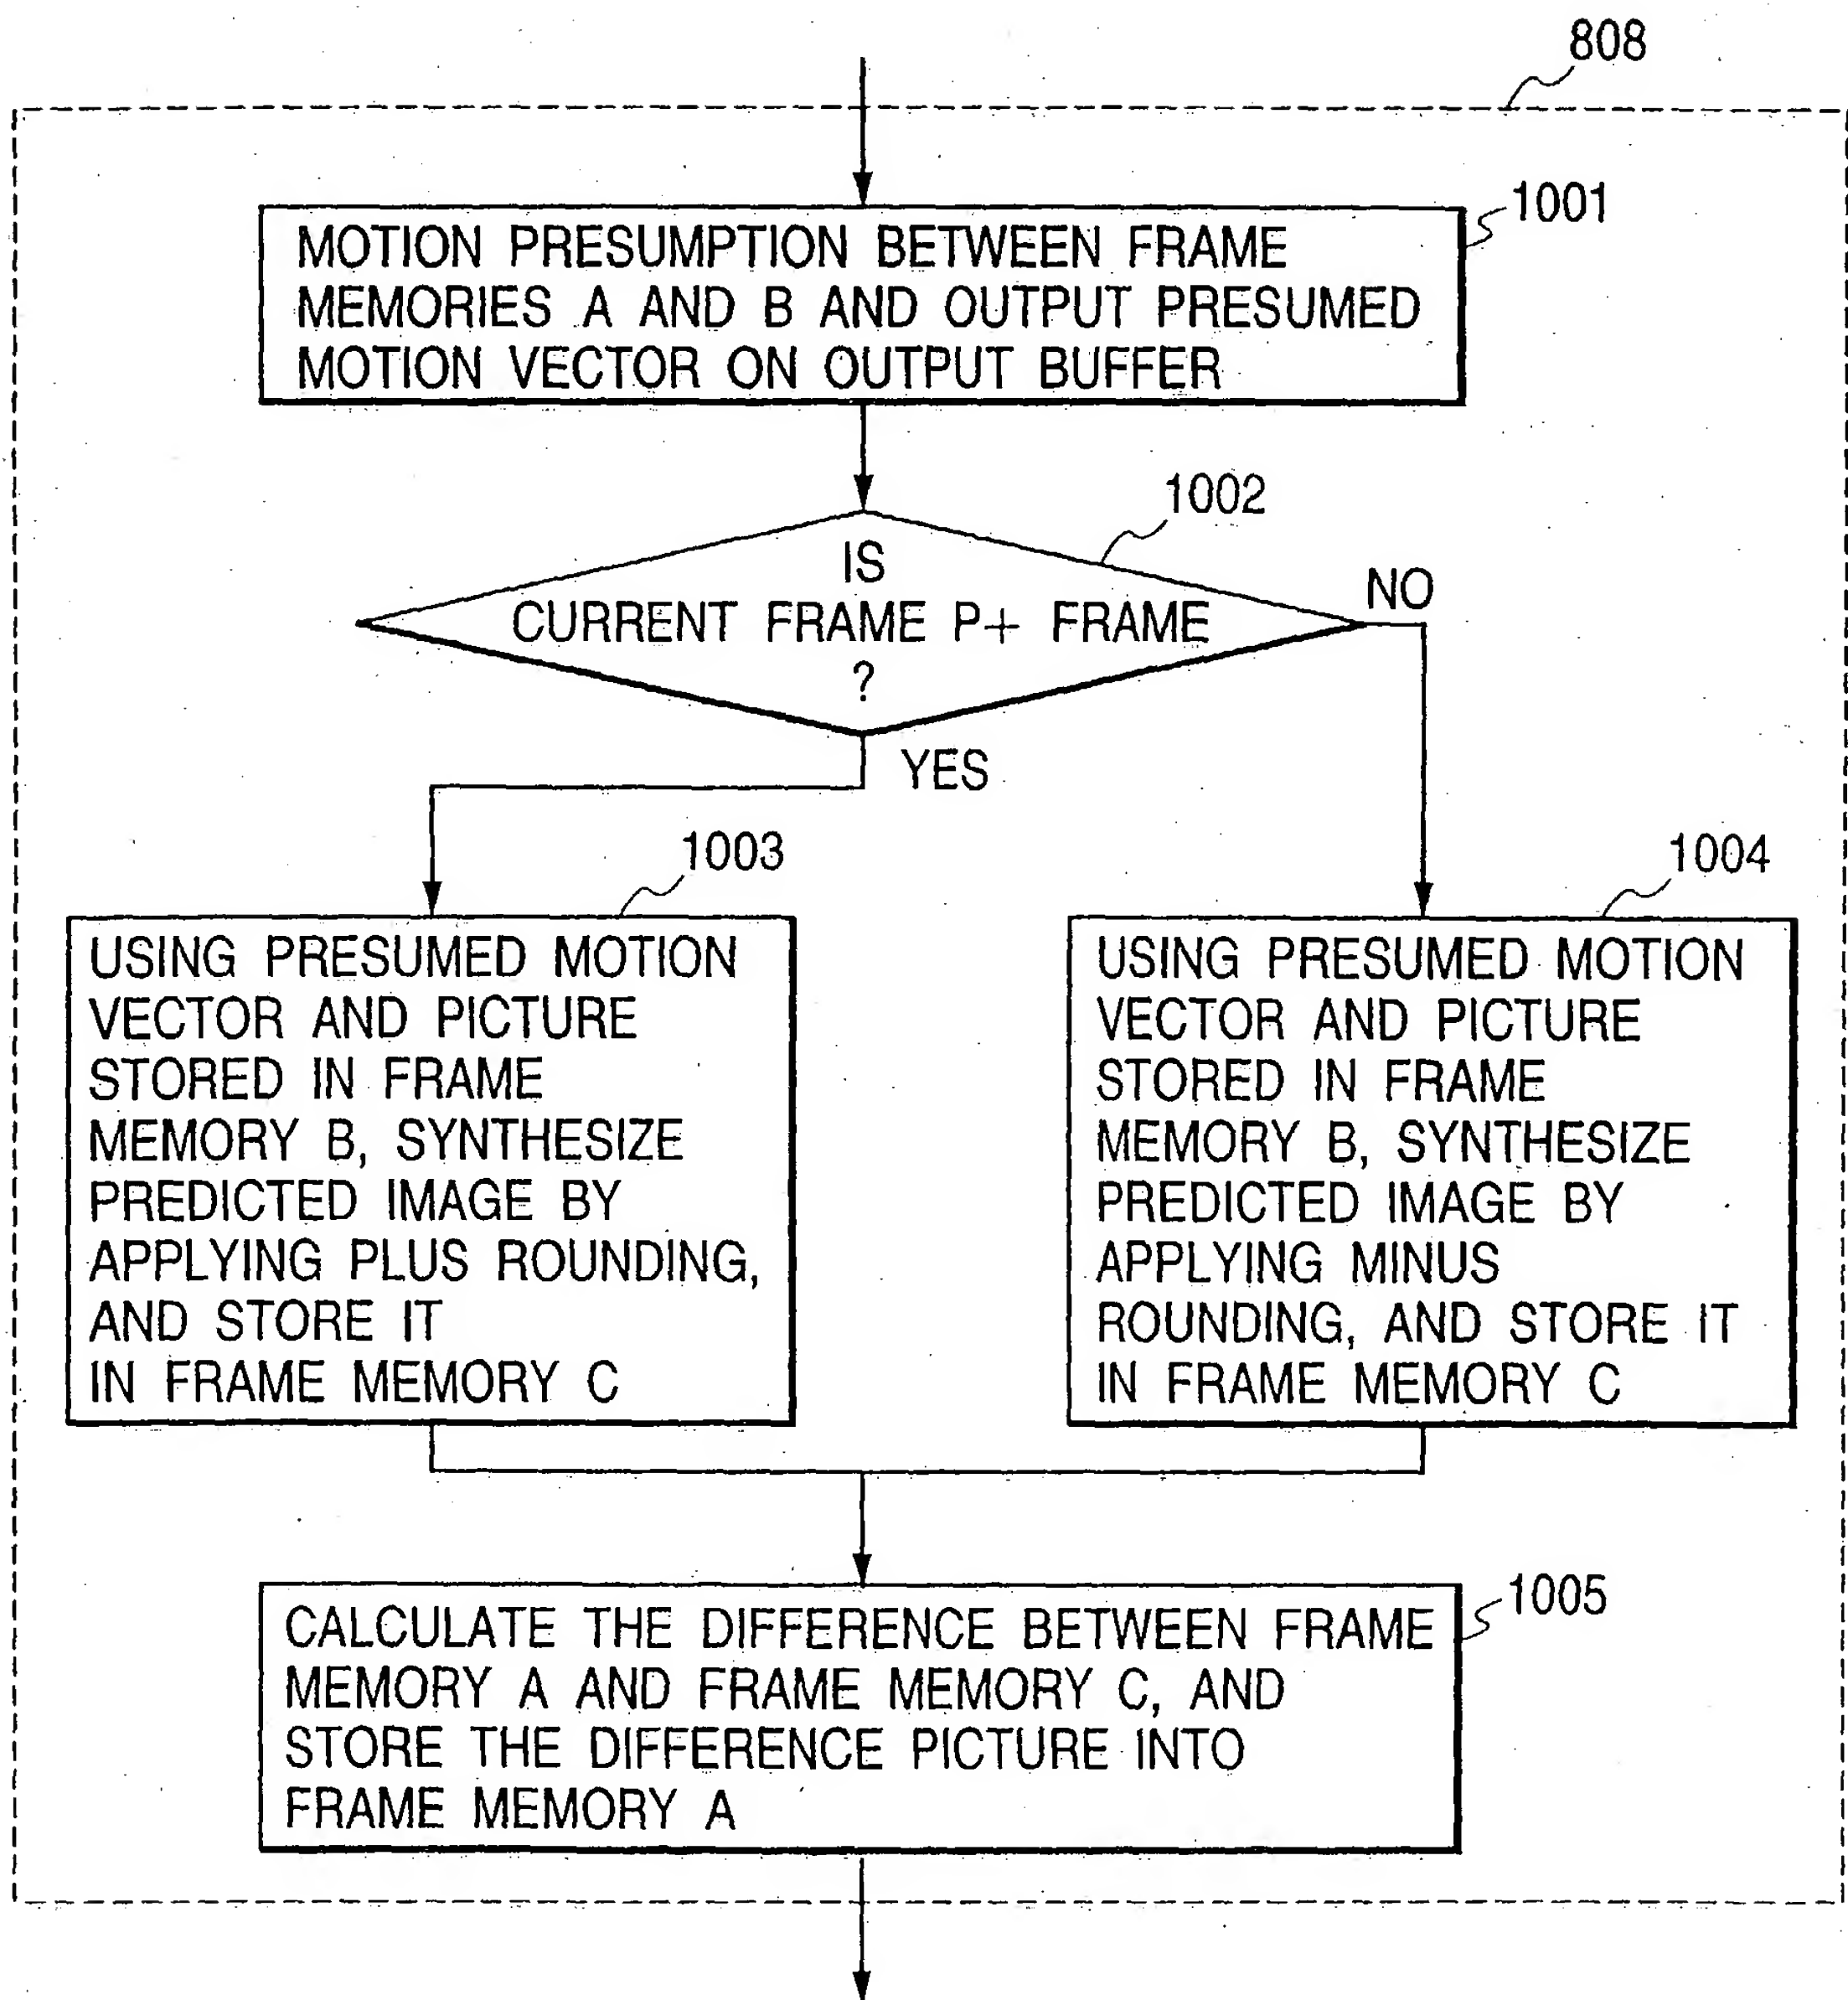 808
1001
MOTION PRESUMPTION BETWEEN FRAME
MEMORIES A AND B AND OUTPUT PRESUMED
MOTION VECTOR ON OUTPUT BUFFER
1002
IS
CURRENT FRAME P+ FRAME
?
NO
YES
1003
USING PRESUMED MOTION
VECTOR AND PICTURE
STORED IN FRAME
MEMORY B, SYNTHESIZE
PREDICTED IMAGE BY
APPLYING PLUS ROUNDING,
AND STORE IT
IN FRAME MEMORY C
1004
USING PRESUMED MOTION
VECTOR AND PICTURE
STORED IN FRAME
MEMORY B, SYNTHESIZE
PREDICTED IMAGE BY
APPLYING MINUS
ROUNDING, AND STORE IT
IN FRAME MEMORY C
1005
CALCULATE THE DIFFERENCE BETWEEN FRAME
MEMORY A AND FRAME MEMORY C, AND
STORE THE DIFFERENCE PICTURE INTO
FRAME MEMORY A